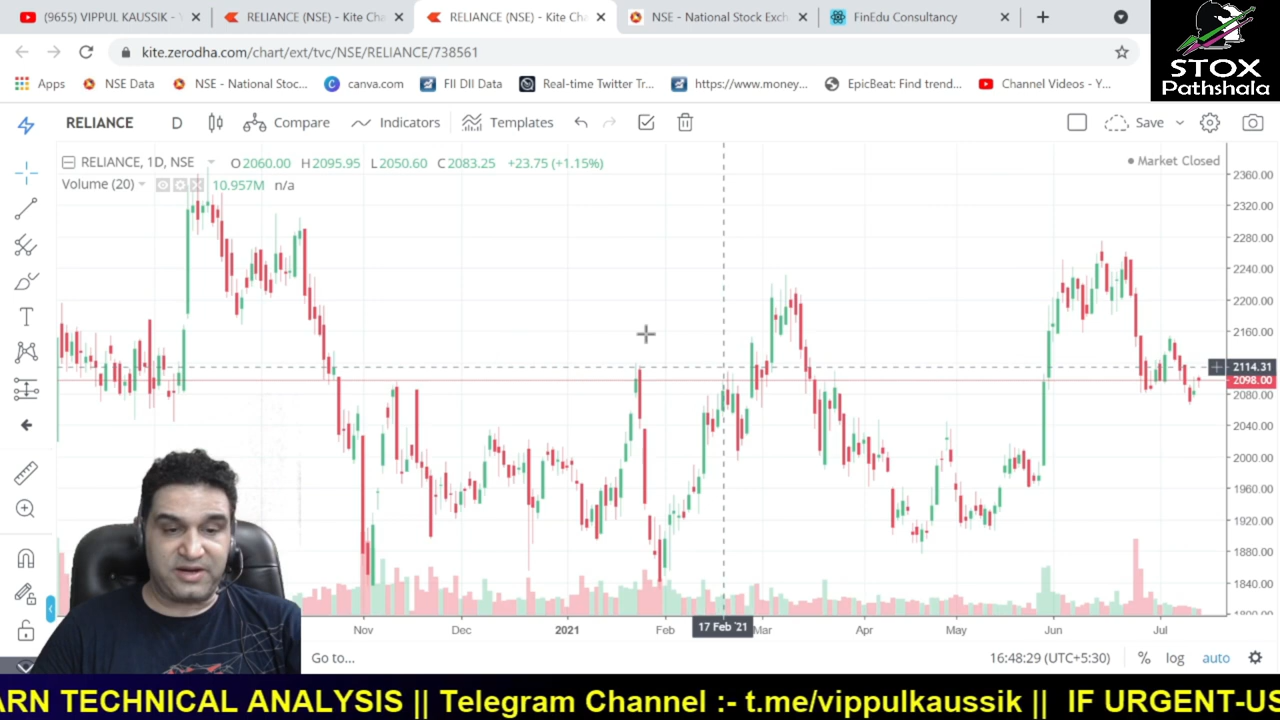 (9655) VIPPUL KAUSSIK - RELIANCE (NSE) - Kite Cha RELIANCE (NSE) - Kite Cha NSE - National Stock Exch FinEdu Consultancy
kite.zerodha.com/chart/ext/tvc/NSE/RELIANCE/738561
STOX
Pathshala
Apps NSE Data NSE - National Stoc... canva.com FII DII Data Real-time Twitter Tr... https://www.money... EpicBeat: Find trend... Channel Videos - Y...
RELIANCE D Compare Indicators Templates Save
RELIANCE, 1D, NSE O2060.00 H2095.95 L2050.60 C2083.25 +23.75 (+1.15%) Market Closed
Volume (20) 10.957M n/a
2360.00
2320.00
2280.00
2240.00
2200.00
2160.00
2114.31
2098.00
2080.00
2040.00
2000.00
1960.00
1920.00
1880.00
1840.00
Nov Dec 2021 Feb 17 Feb '21 Mar Apr May Jun Jul
Go to... 16:48:29 (UTC+5:30) % log auto
ARN TECHNICAL ANALYSIS || Telegram Channel :- t.me/vippulkaussik || IF URGENT-US